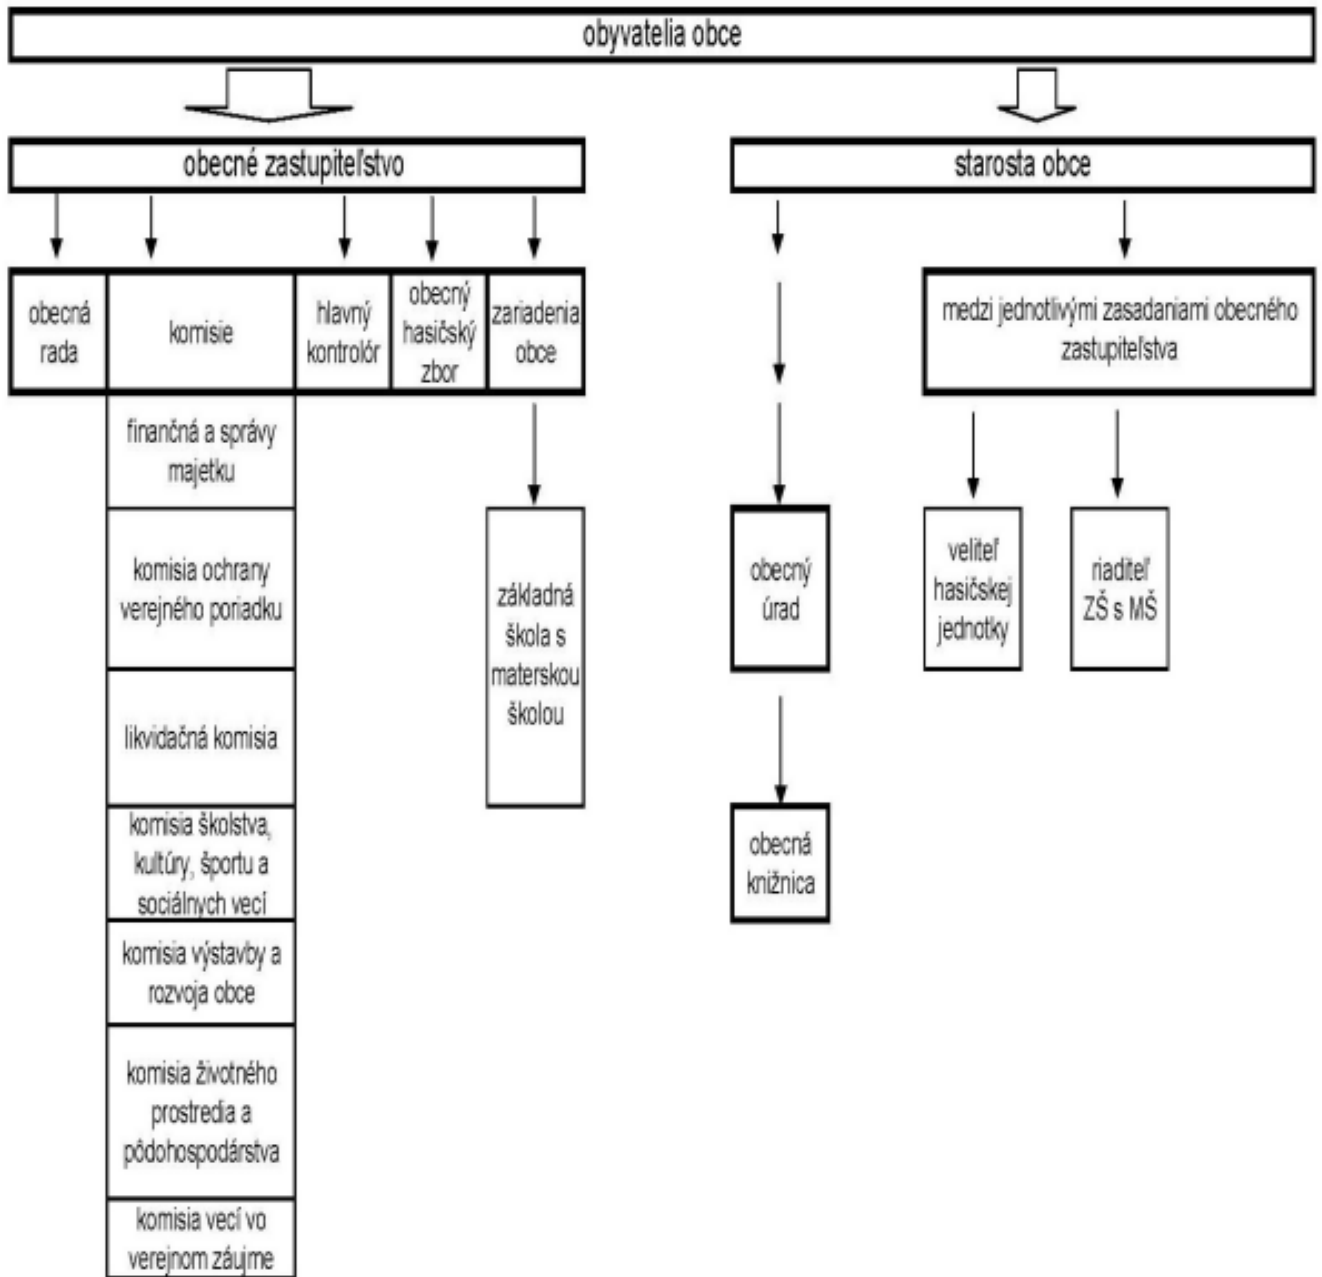 obyvatelia obce
obecné zastupiteľstvo
starosta obce
obecná
rada
komisie
hlavný
kontrolór
obecný
hasičský
zbor
zariadenia
obce
medzi jednotlivými zasadaniami obecného
zastupiteľstva
finančná a správy
majetku
komisia ochrany
verejného poriadku
likvidačná komisia
komisia školstva,
kultúry, športu a
sociálnych vecí
komisia výstavby a
rozvoja obce
komisia životného
prostredia a
pôdohospodárstva
komisia vecí vo
verejnom záujme
základná
škola s
materskou
školou
obecný
úrad
obecná
knižnica
veliteľ
hasičskej
jednotky
riaditeľ
ZŠ s MŠ